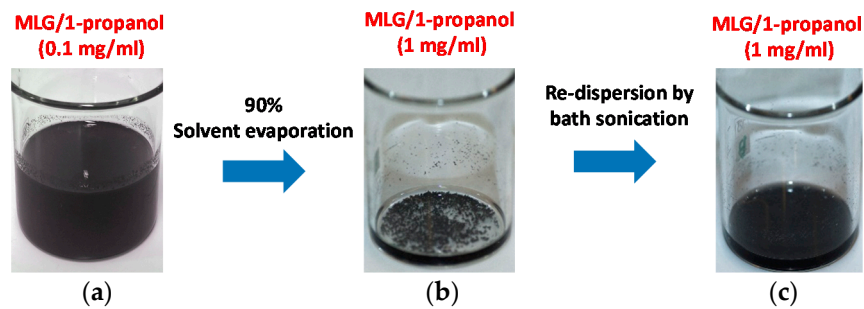 MLG/1-propanol
(0.1 mg/ml)
90%
Solvent evaporation
MLG/1-propanol
(1 mg/ml)
Re-dispersion by
bath sonication
MLG/1-propanol
(1 mg/ml)
(a)
(b)
(c)